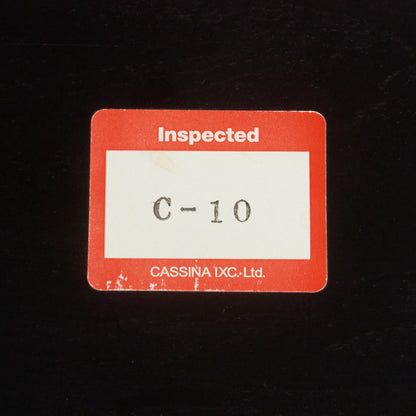 Inspected
C-10
CASSINA IXC.-Ltd.